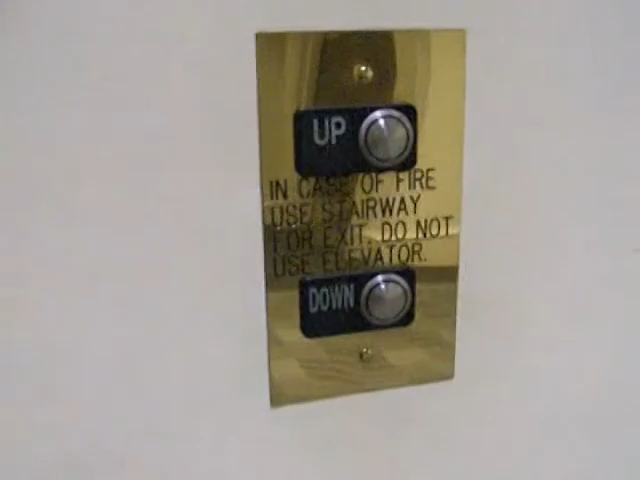 UP
IN CASE OF FIRE
USE STAIRWAY
FOR EXIT. DO NOT
USE ELEVATOR.
DOWN